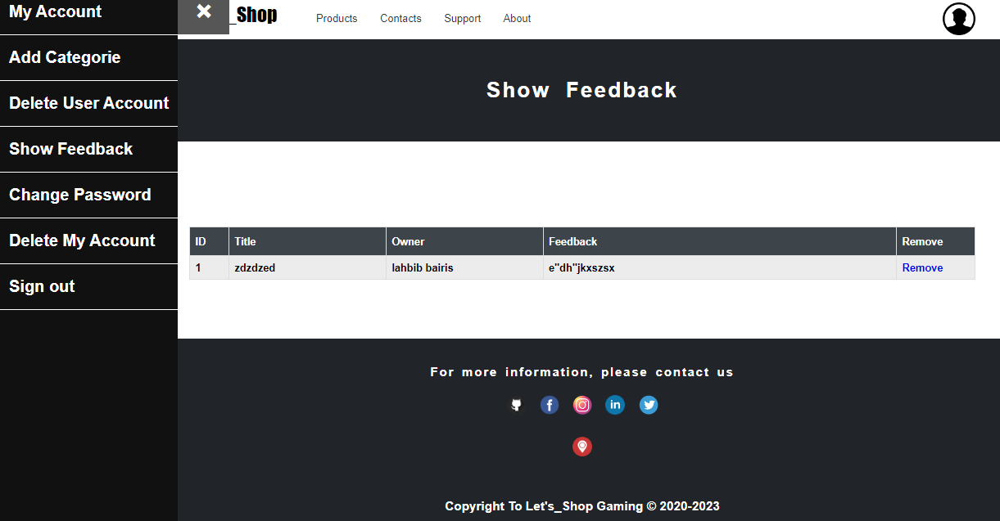 My Account
Add Categorie
Delete User Account
Show Feedback
Change Password
Delete My Account
Sign out
_Shop Products Contacts Support About
Show Feedback
ID Title Owner Feedback Remove
1 zdzdzed lahbib bairis e"dh"jkxszsx Remove
For more information, please contact us
Copyright To Let's_Shop Gaming © 2020-2023